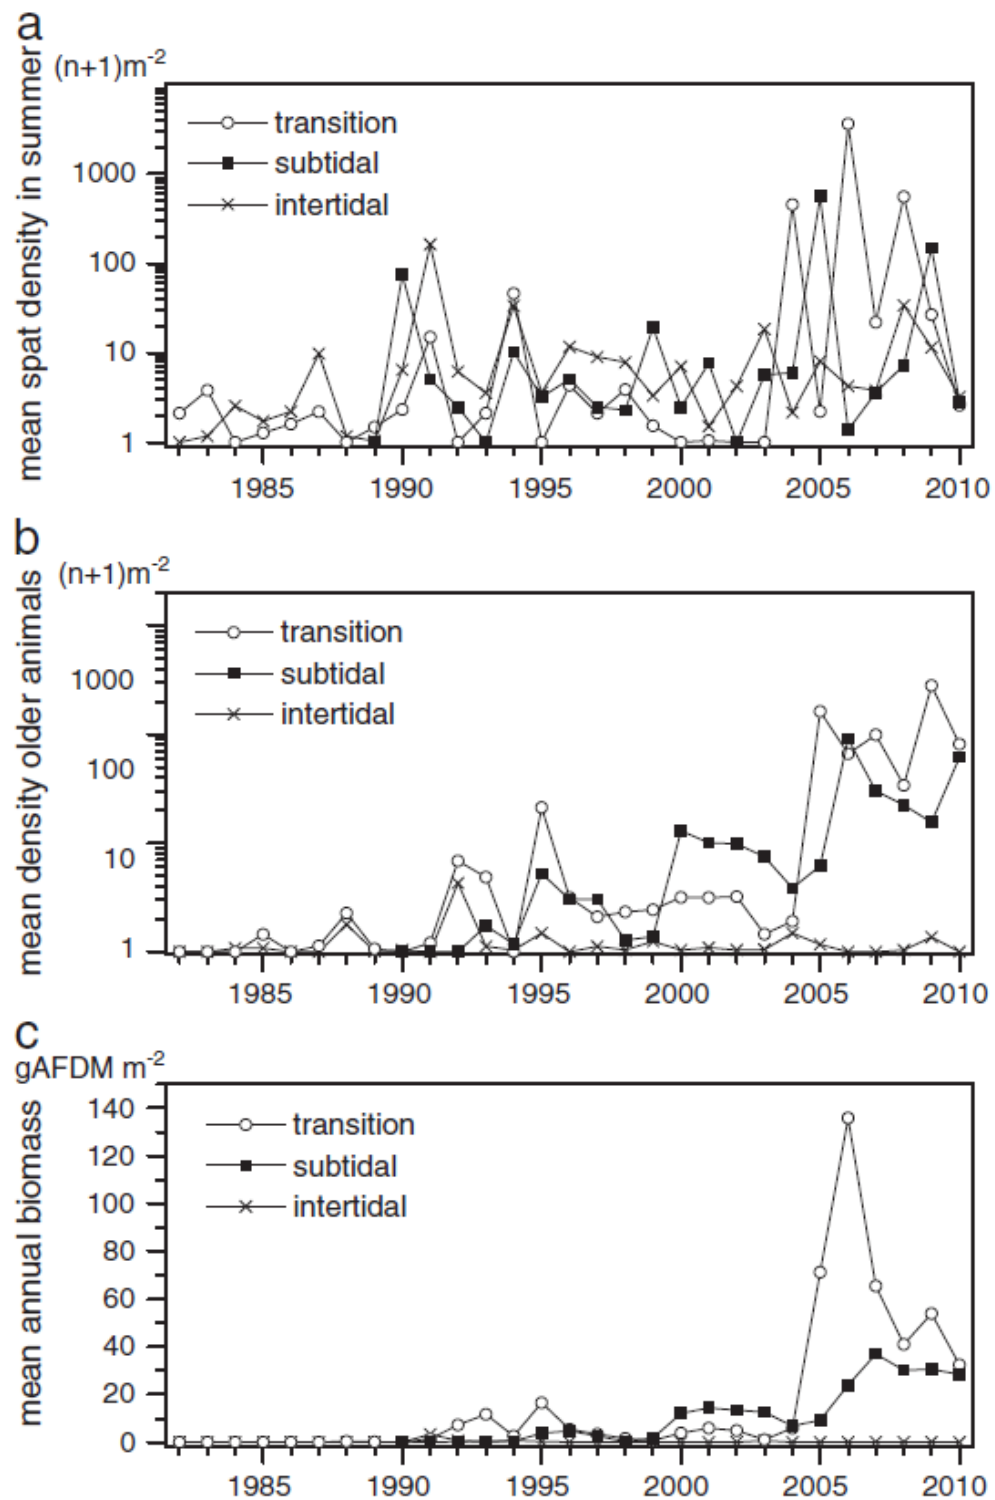 a
(n+1)m-2
mean spat density in summer
transition
subtidal
intertidal
1000
100
10
1
1985 1990 1995 2000 2005 2010
b
(n+1)m-2
mean density older animals
transition
subtidal
intertidal
1000
100
10
1
1985 1990 1995 2000 2005 2010
c
gAFDM m-2
mean annual biomass
transition
subtidal
intertidal
140
120
100
80
60
40
20
0
1985 1990 1995 2000 2005 2010